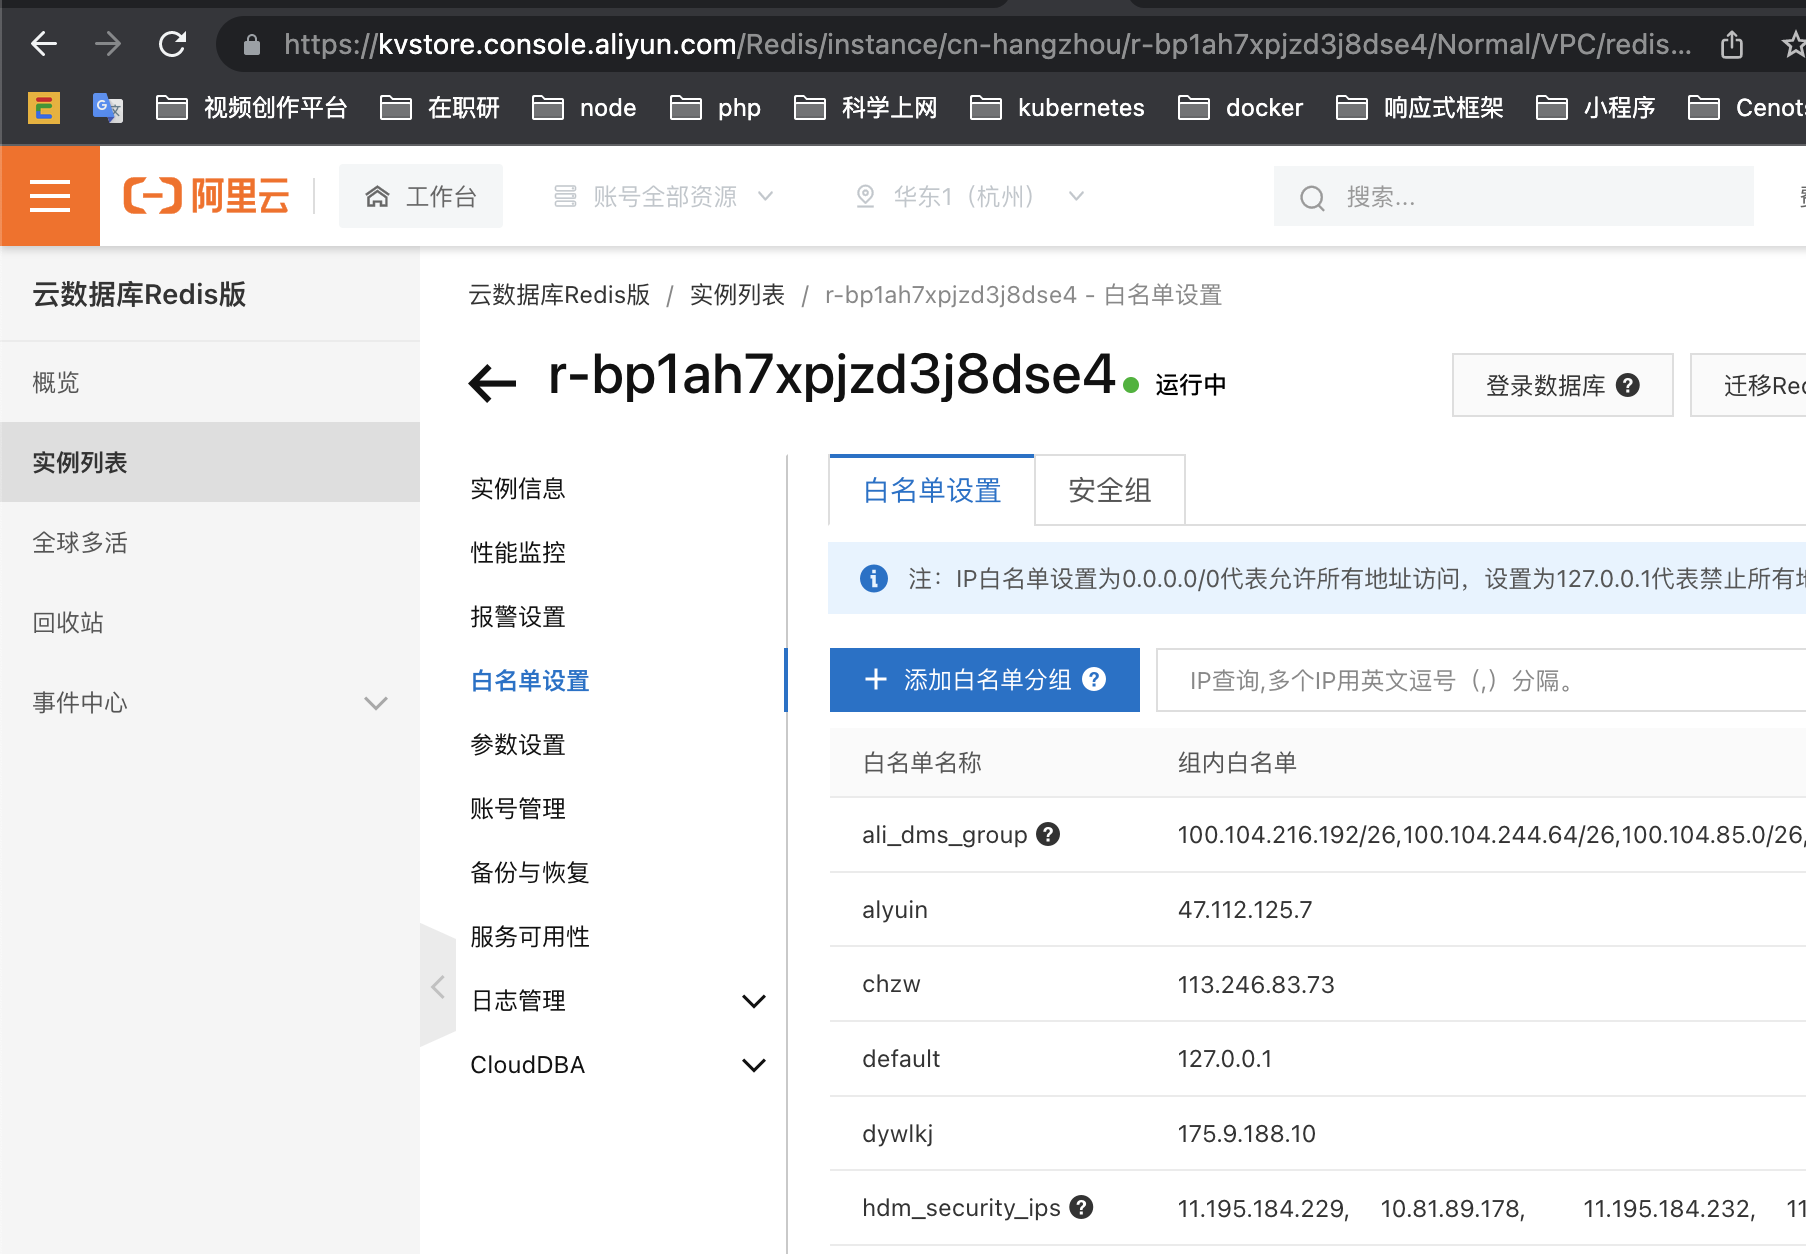 https://kvstore.console.aliyun.com/Redis/instance/cn-hangzhou/r-bp1ah7xpjzd3j8dse4/Normal/VPC/redis...
视频创作平台 在职研 node php 科学上网 kubernetes docker 响应式框架 小程序 Cenot
阿里云 工作台 账号全部资源 华东1（杭州） 搜索...
云数据库Redis版
概览
实例列表
全球多活
回收站
事件中心
云数据库Redis版 / 实例列表 / r-bp1ah7xpjzd3j8dse4 - 白名单设置
r-bp1ah7xpjzd3j8dse4 运行中
登录数据库 迁移Red
实例信息
性能监控
报警设置
白名单设置
参数设置
账号管理
备份与恢复
服务可用性
日志管理
CloudDBA
白名单设置 安全组
注：IP白名单设置为0.0.0.0/0代表允许所有地址访问，设置为127.0.0.1代表禁止所有地
添加白名单分组 IP查询,多个IP用英文逗号（,）分隔。
白名单名称 组内白名单
ali_dms_group 100.104.216.192/26,100.104.244.64/26,100.104.85.0/26,
alyuin 47.112.125.7
chzw 113.246.83.73
default 127.0.0.1
dywlkj 175.9.188.10
hdm_security_ips 11.195.184.229, 10.81.89.178, 11.195.184.232, 11